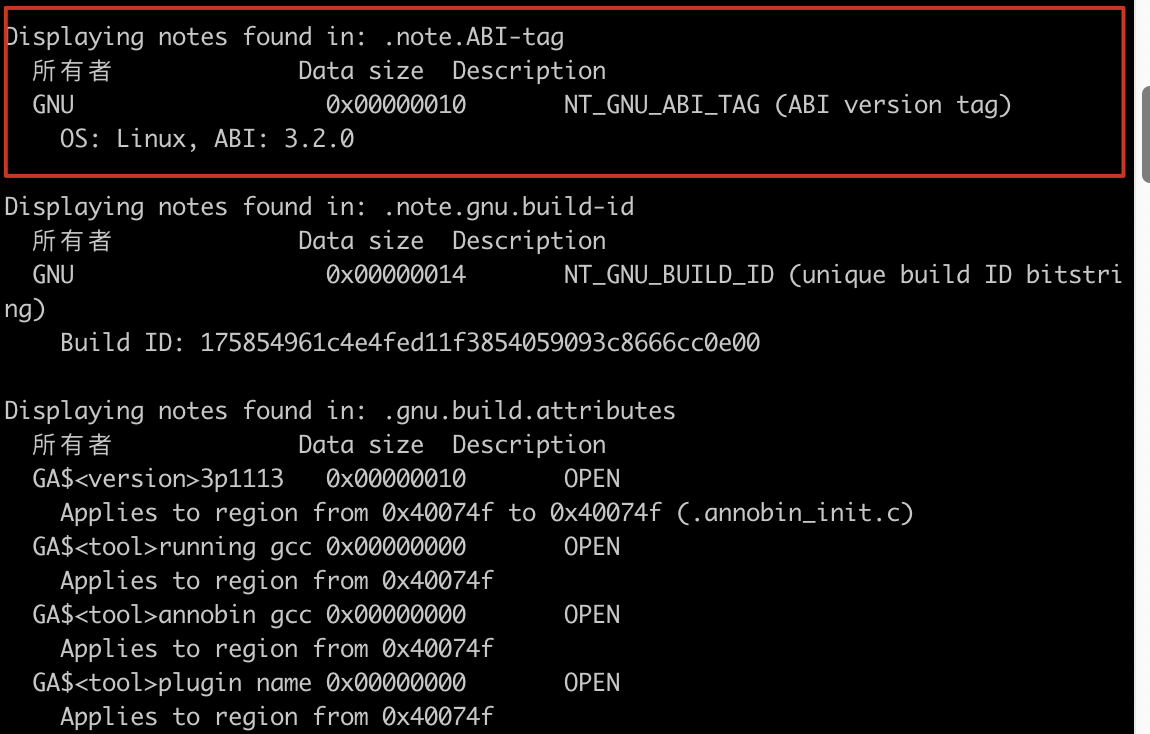 Displaying notes found in: .note.ABI-tag
  所有者            Data size  Description
  GNU                  0x00000010       NT_GNU_ABI_TAG (ABI version tag)
    OS: Linux, ABI: 3.2.0

Displaying notes found in: .note.gnu.build-id
  所有者            Data size  Description
  GNU                  0x00000014       NT_GNU_BUILD_ID (unique build ID bitstri
ng)
    Build ID: 175854961c4e4fed11f3854059093c8666cc0e00

Displaying notes found in: .gnu.build.attributes
  所有者            Data size  Description
  GA$<version>3p1113   0x00000010       OPEN
    Applies to region from 0x40074f to 0x40074f (.annobin_init.c)
  GA$<tool>running gcc 0x00000000       OPEN
    Applies to region from 0x40074f
  GA$<tool>annobin gcc 0x00000000       OPEN
    Applies to region from 0x40074f
  GA$<tool>plugin name 0x00000000       OPEN
    Applies to region from 0x40074f